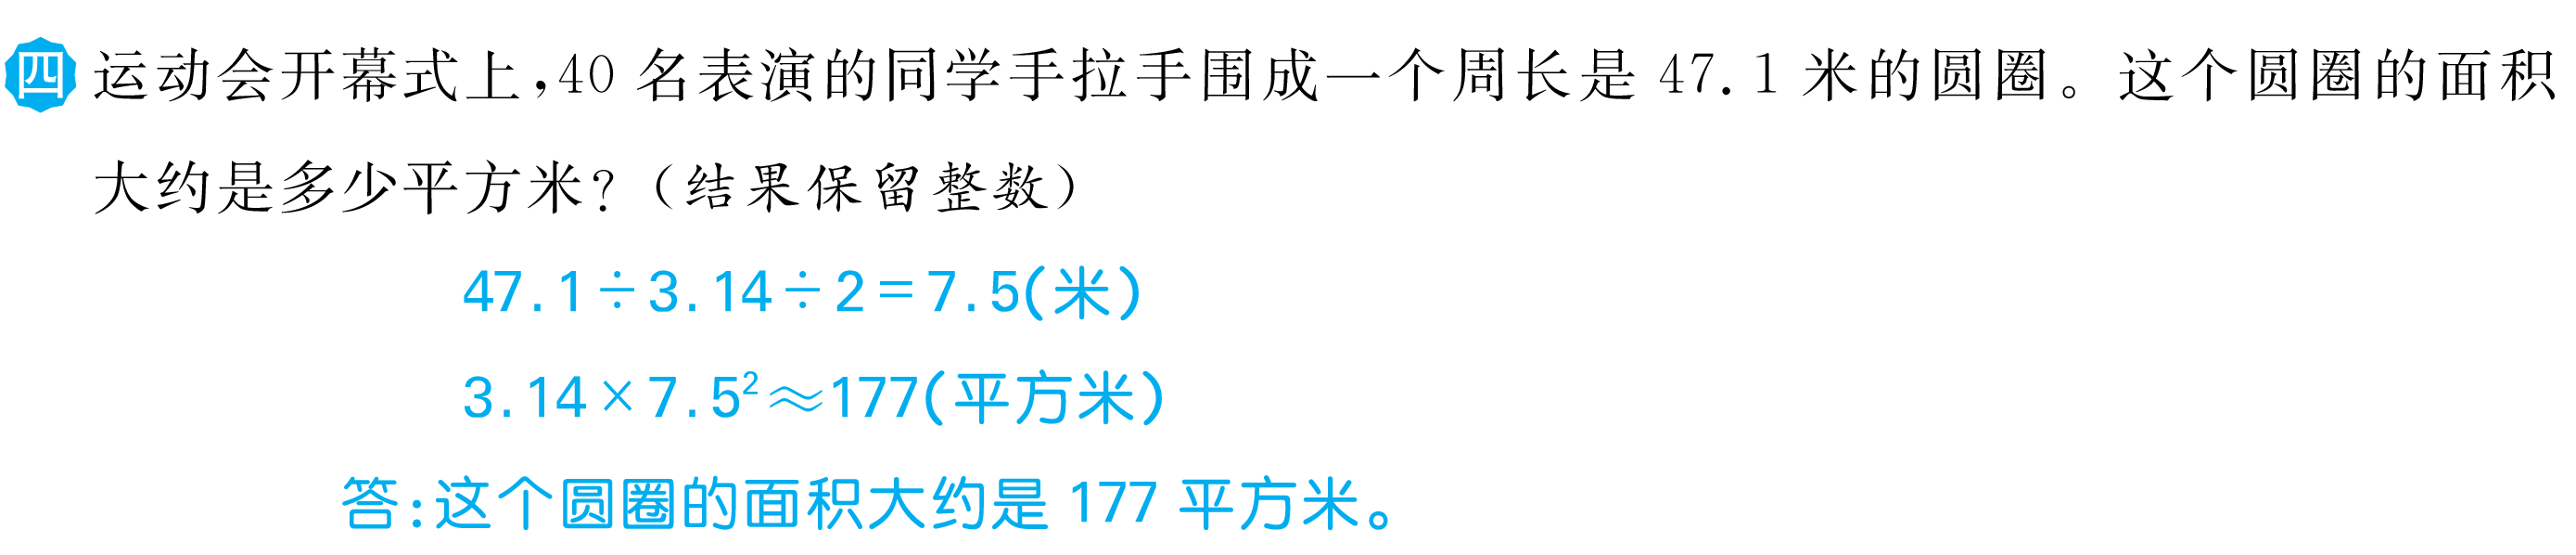 四 运动会开幕式上,40 名表演的同学手拉手围成一个周长是 47.1 米的圆圈。这个圆圈的面积
大约是多少平方米?(结果保留整数)
47.1÷3.14÷2=7.5(米)
3.14×7.5²≈177(平方米)
答:这个圆圈的面积大约是 177 平方米。